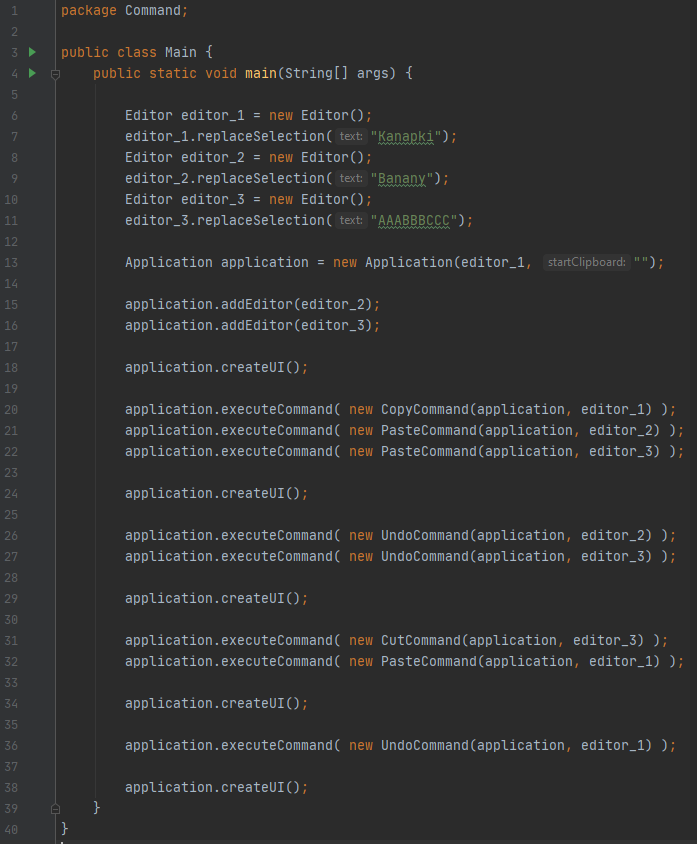 1 package Command;
2
3 public class Main {
4 public static void main(String[] args) {
5
6 Editor editor_1 = new Editor();
7 editor_1.replaceSelection( text: "Kanapki");
8 Editor editor_2 = new Editor();
9 editor_2.replaceSelection( text: "Banany");
10 Editor editor_3 = new Editor();
11 editor_3.replaceSelection( text: "AAABBBCCC");
12
13 Application application = new Application(editor_1, startClipboard: "");
14
15 application.addEditor(editor_2);
16 application.addEditor(editor_3);
17
18 application.createUI();
19
20 application.executeCommand( new CopyCommand(application, editor_1) );
21 application.executeCommand( new PasteCommand(application, editor_2) );
22 application.executeCommand( new PasteCommand(application, editor_3) );
23
24 application.createUI();
25
26 application.executeCommand( new UndoCommand(application, editor_2) );
27 application.executeCommand( new UndoCommand(application, editor_3) );
28
29 application.createUI();
30
31 application.executeCommand( new CutCommand(application, editor_3) );
32 application.executeCommand( new PasteCommand(application, editor_1) );
33
34 application.createUI();
35
36 application.executeCommand( new UndoCommand(application, editor_1) );
37
38 application.createUI();
39 }
40 }